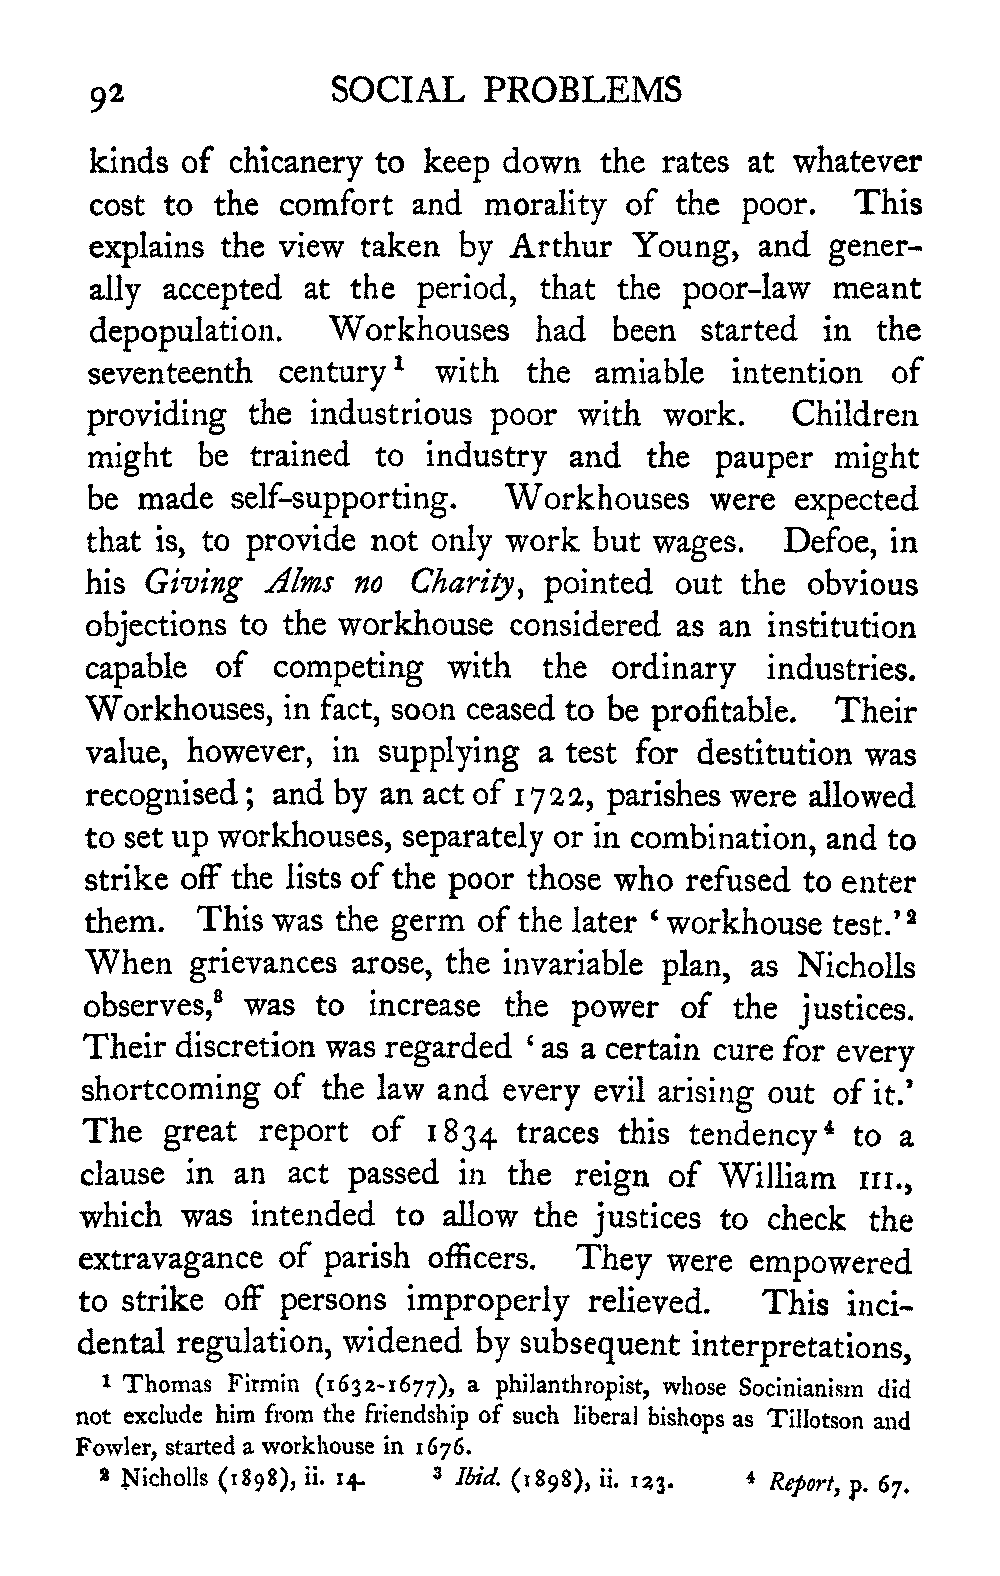 92 SOCIAL PROBLEMS
kinds of chicanery to keep down the rates at whatever
cost to the comfort and morality of the poor. This
explains the view taken by Arthur Young, and gener-
ally accepted at the period, that the poor-law meant
depopulation. Workhouses had been started in the
seventeenth century¹ with the amiable intention of
providing the industrious poor with work. Children
might be trained to industry and the pauper might
be made self-supporting. Workhouses were expected
that is, to provide not only work but wages. Defoe, in
his Giving Alms no Charity, pointed out the obvious
objections to the workhouse considered as an institution
capable of competing with the ordinary industries.
Workhouses, in fact, soon ceased to be profitable. Their
value, however, in supplying a test for destitution was
recognised; and by an act of 1722, parishes were allowed
to set up workhouses, separately or in combination, and to
strike off the lists of the poor those who refused to enter
them. This was the germ of the later ‘workhouse test.’²
When grievances arose, the invariable plan, as Nicholls
observes,³ was to increase the power of the justices.
Their discretion was regarded ‘as a certain cure for every
shortcoming of the law and every evil arising out of it.’
The great report of 1834 traces this tendency⁴ to a
clause in an act passed in the reign of William III.,
which was intended to allow the justices to check the
extravagance of parish officers. They were empowered
to strike off persons improperly relieved. This inci-
dental regulation, widened by subsequent interpretations,
¹ Thomas Firmin (1632-1677), a philanthropist, whose Socinianism did
not exclude him from the friendship of such liberal bishops as Tillotson and
Fowler, started a workhouse in 1676.
² Nicholls (1898), ii. 14. ³ Ibid. (1898), ii. 123. ⁴ Report, p. 67.